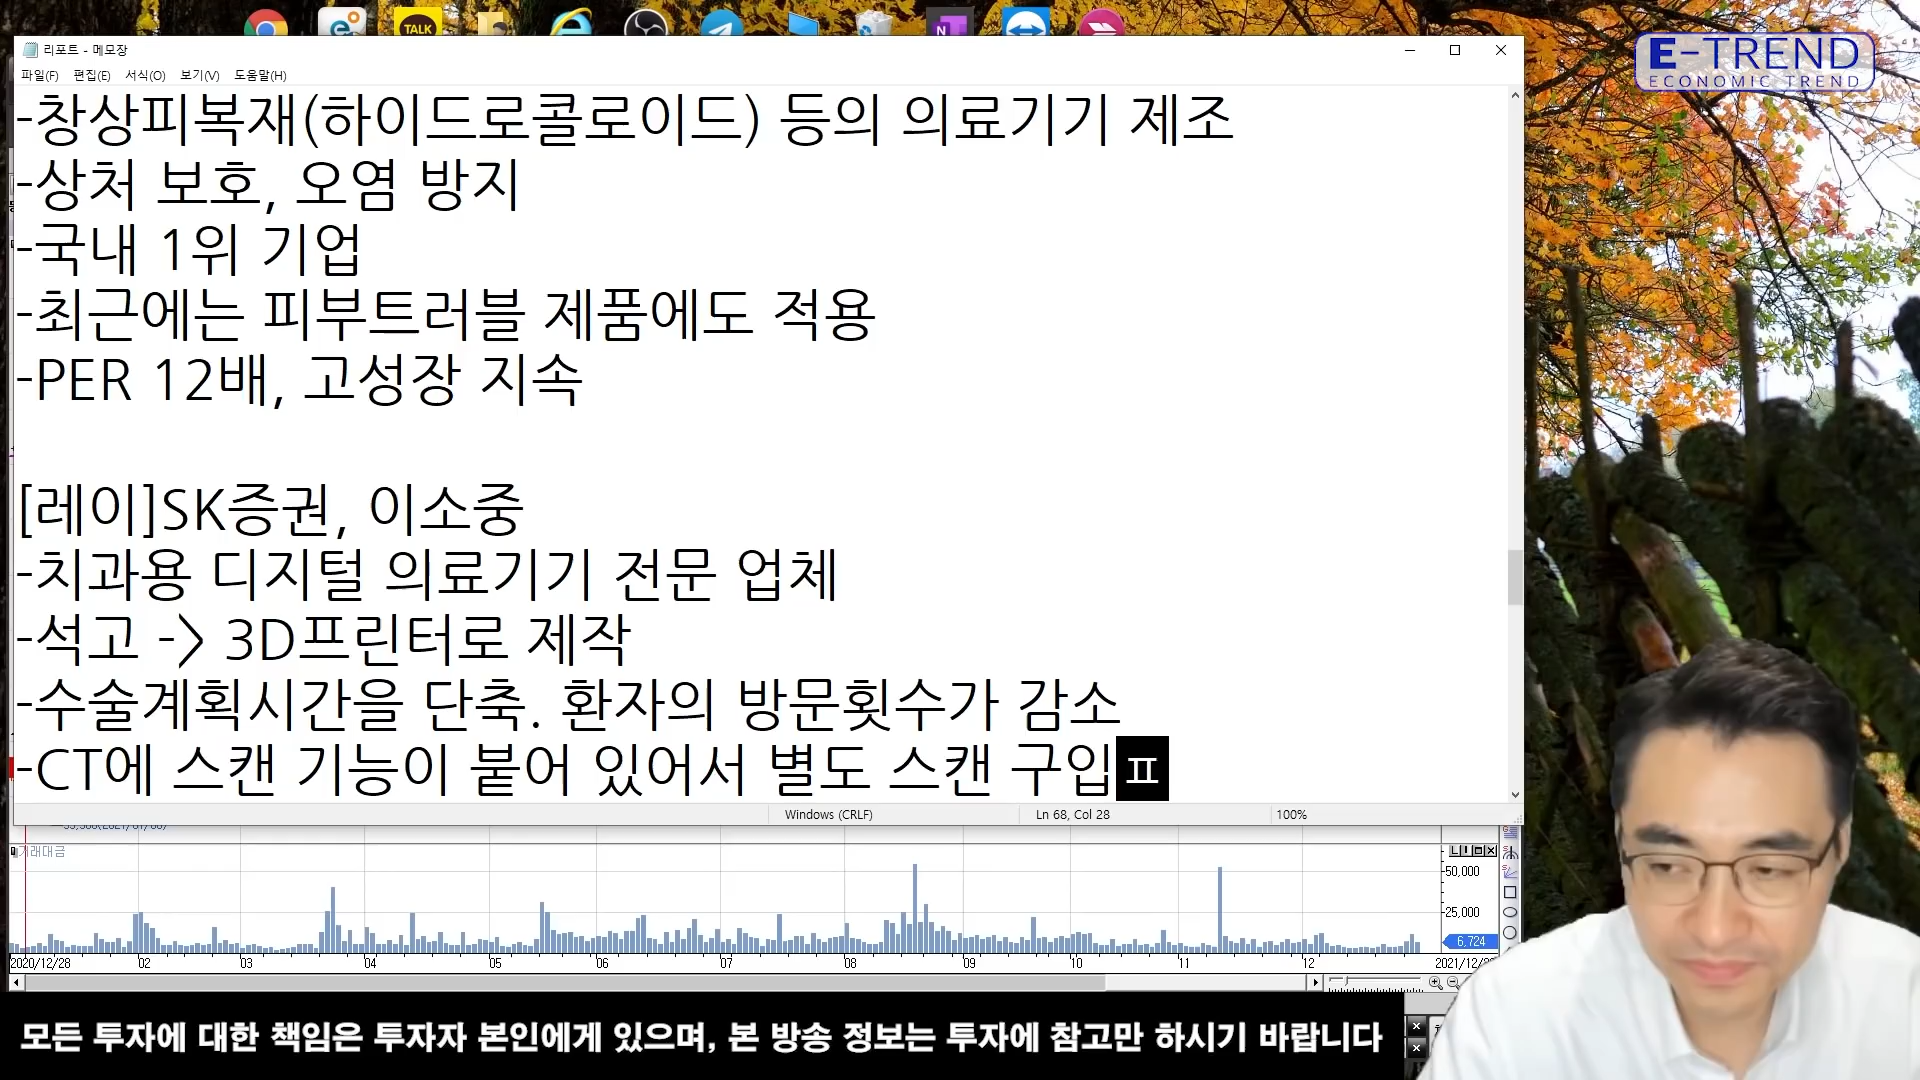 TALK
N
리포트 - 메모장
파일(F) 편집(E) 서식(O) 보기(V) 도움말(H)
E-TREND
ECONOMIC TREND
-창상피복재(하이드로콜로이드) 등의 의료기기 제조
-상처 보호, 오염 방지
-국내 1위 기업
-최근에는 피부트러블 제품에도 적용
-PER 12배, 고성장 지속
[레이]SK증권, 이소중
-치과용 디지털 의료기기 전문 업체
-석고 -> 3D프린터로 제작
-수술계획시간을 단축. 환자의 방문횟수가 감소
-CT에 스캔 기능이 붙어 있어서 별도 스캔 구입ㅍ
Windows (CRLF) Ln 68, Col 28 100%
거래대금
50,000
25,000
6,724
2020/12/28 02 03 04 05 06 07 08 09 10 11 12
모든 투자에 대한 책임은 투자자 본인에게 있으며, 본 방송 정보는 투자에 참고만 하시기 바랍니다